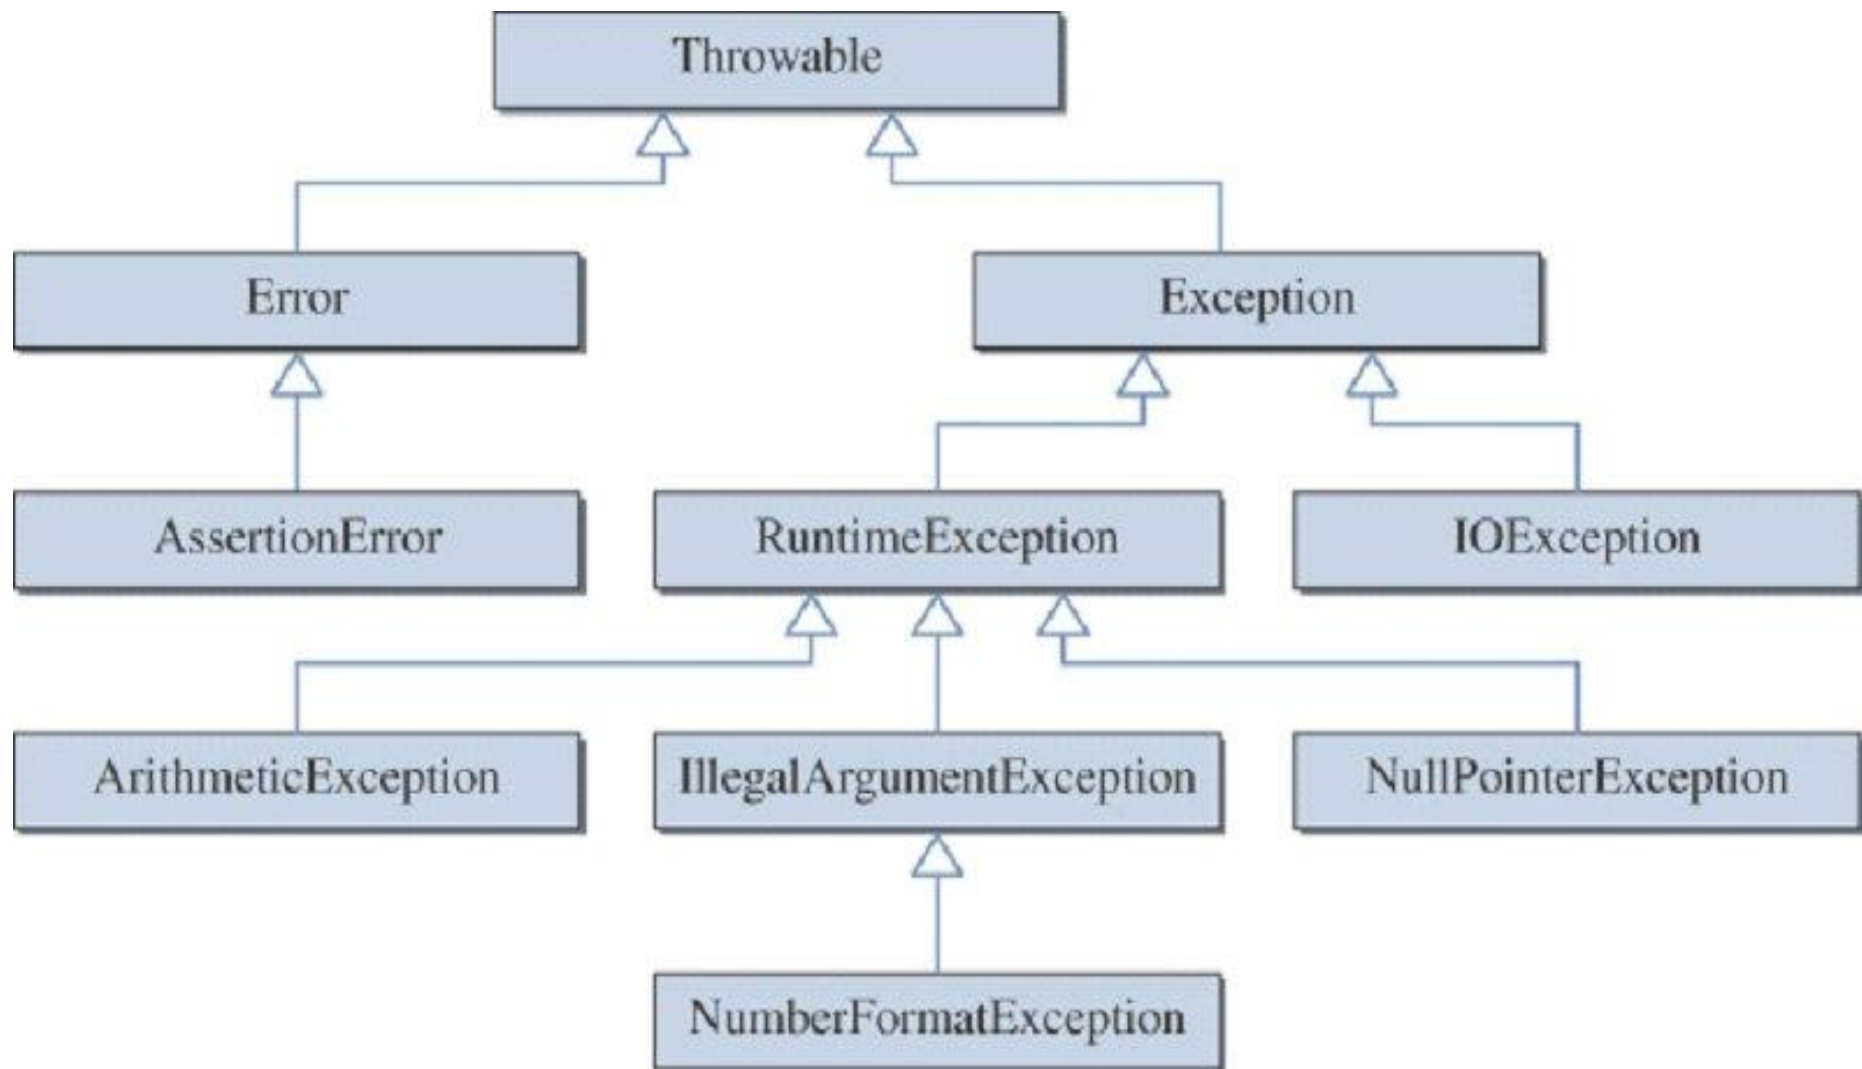 Throwable
Error
Exception
AssertionError
RuntimeException
IOException
ArithmeticException
IllegalArgumentException
NullPointerException
NumberFormatException